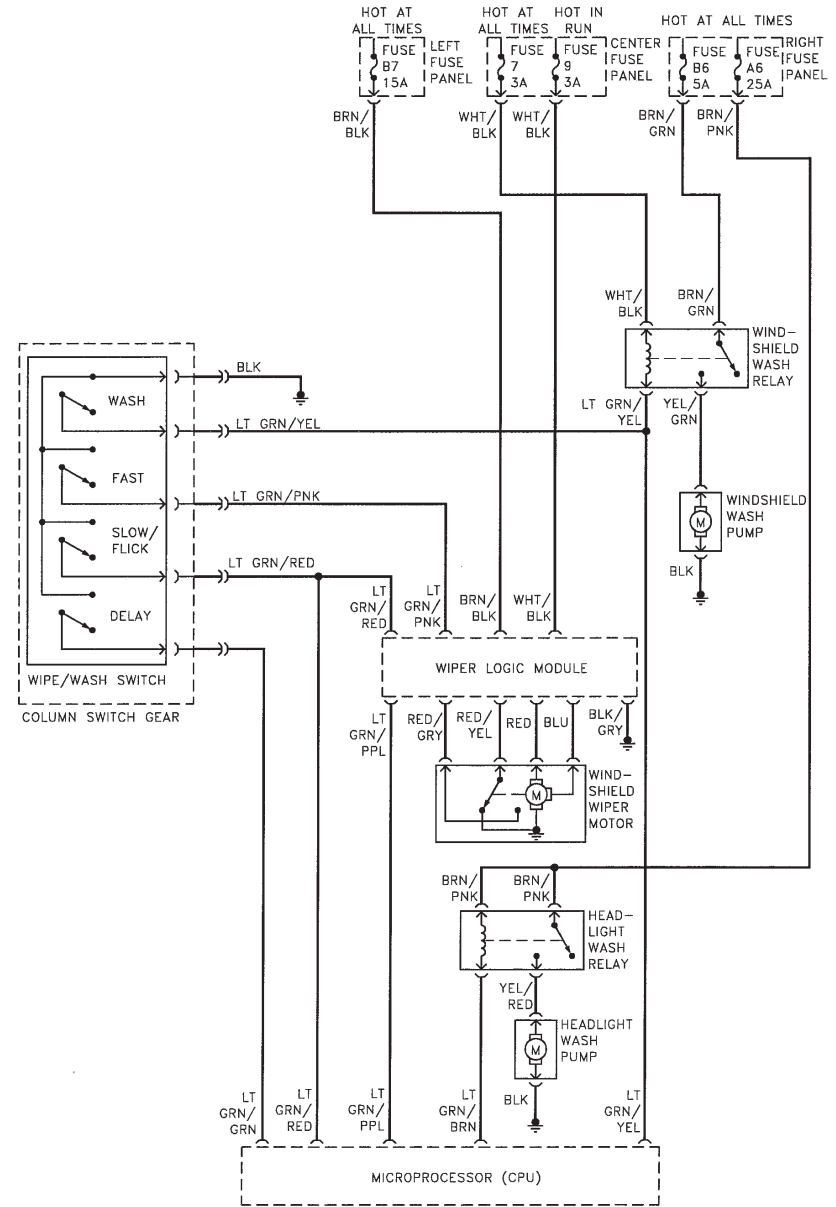 HOT AT
ALL TIMES
HOT AT
ALL TIMES
HOT IN
RUN
HOT AT ALL TIMES
FUSE
B7
15A
LEFT
FUSE
PANEL
FUSE
7
3A
FUSE
9
3A
CENTER
FUSE
PANEL
FUSE
B6
5A
FUSE
A6
25A
RIGHT
FUSE
PANEL
BRN/
BLK
WHT/
BLK
WHT/
BLK
BRN/
GRN
BRN/
PNK
WHT/
BLK
BRN/
GRN
WIND-
SHIELD
WASH
RELAY
BLK
WASH
LT GRN/YEL
LT GRN/
YEL
YEL/
GRN
FAST
LT GRN/PNK
M
WINDSHIELD
WASH
PUMP
SLOW/
FLICK
LT GRN/RED
BLK
DELAY
LT
GRN/
RED
LT
GRN/
PNK
BRN/
BLK
WHT/
BLK
WIPER LOGIC MODULE
WIPE/WASH SWITCH
COLUMN SWITCH GEAR
LT
GRN/
PPL
RED/
GRY
RED/
YEL
RED
BLU
BLK/
GRY
M
WIND-
SHIELD
WIPER
MOTOR
BRN/
PNK
BRN/
PNK
HEAD-
LIGHT
WASH
RELAY
YEL/
RED
M
HEADLIGHT
WASH
PUMP
BLK
LT
GRN/
GRN
LT
GRN/
RED
LT
GRN/
PPL
LT
GRN/
BRN
LT
GRN/
YEL
MICROPROCESSOR (CPU)